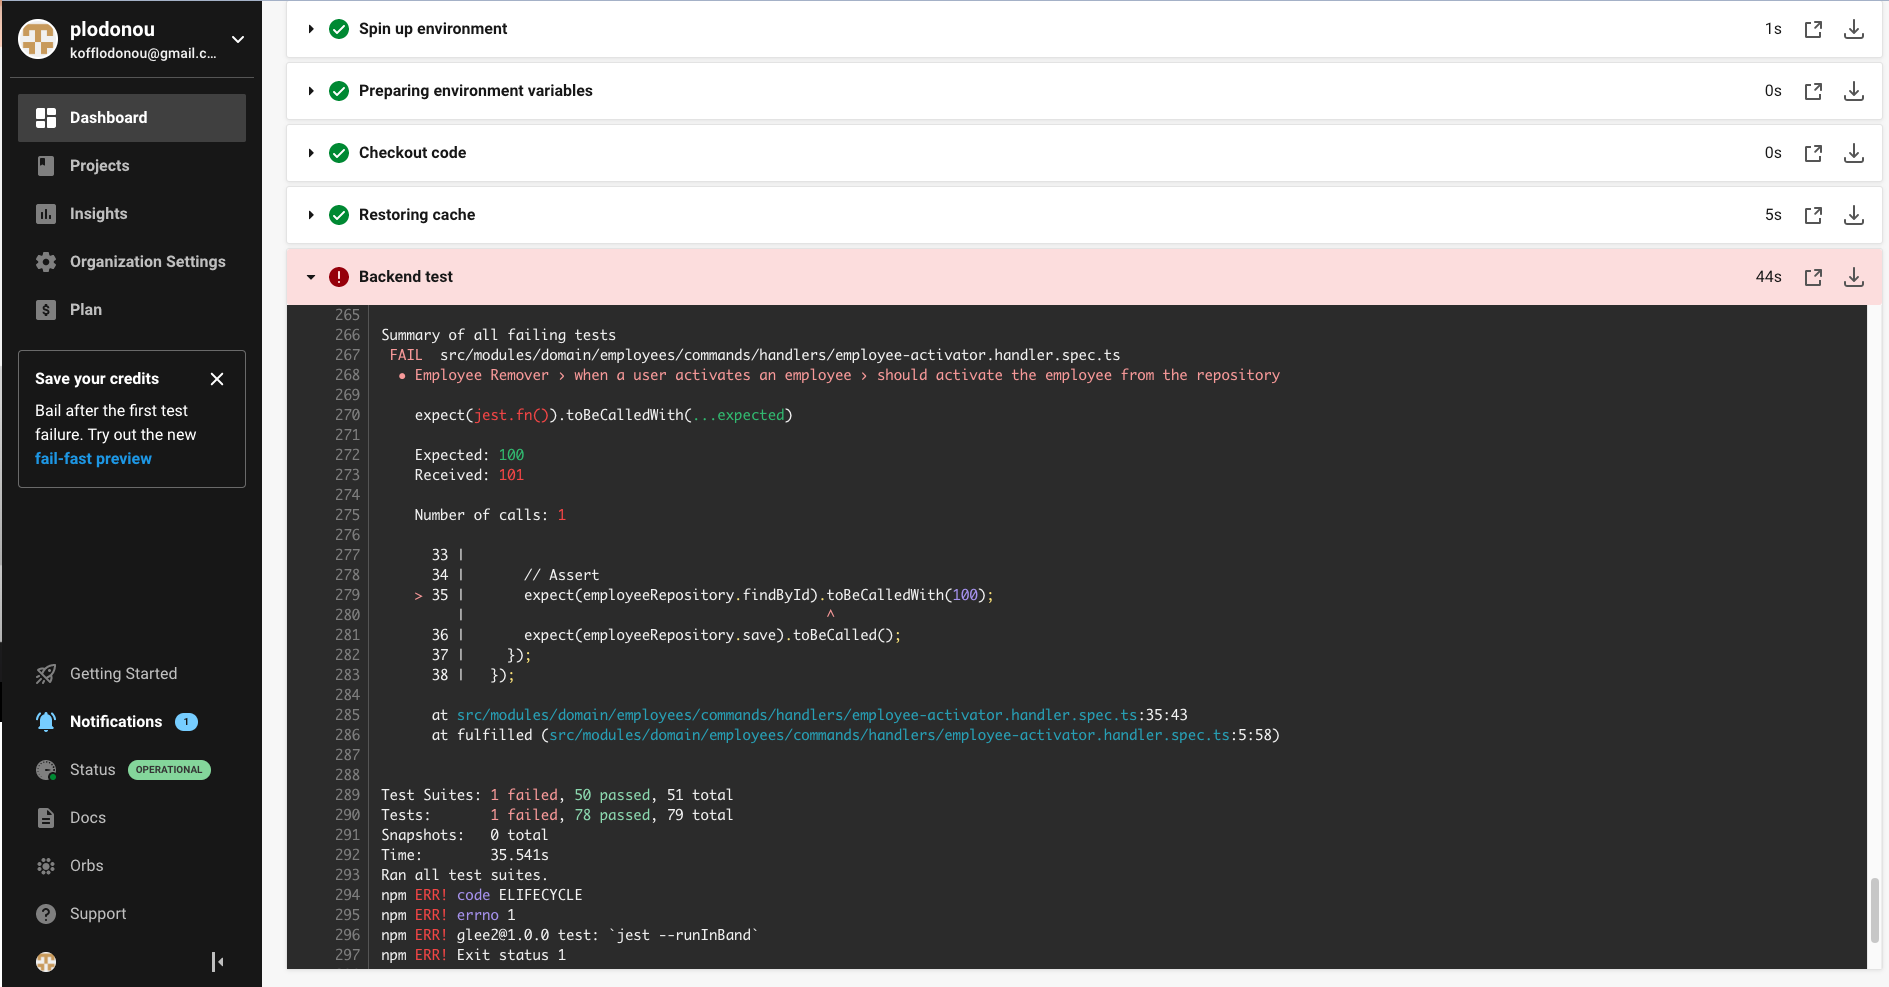 plodonou
kofflodonou@gmail.c...
Dashboard
Projects
Insights
Organization Settings
Plan
Save your credits
Bail after the first test
failure. Try out the new
fail-fast preview
Getting Started
Notifications 1
Status OPERATIONAL
Docs
Orbs
Support
Spin up environment 1s
Preparing environment variables 0s
Checkout code 0s
Restoring cache 5s
Backend test 44s
265
266 Summary of all failing tests
267 FAIL src/modules/domain/employees/commands/handlers/employee-activator.handler.spec.ts
268 ● Employee Remover › when a user activates an employee › should activate the employee from the repository
269
270 expect(jest.fn()).toBeCalledWith(...expected)
271
272 Expected: 100
273 Received: 101
274
275 Number of calls: 1
276
277 33 |
278 34 | // Assert
279 > 35 | expect(employeeRepository.findById).toBeCalledWith(100);
280 | ^
281 36 | expect(employeeRepository.save).toBeCalled();
282 37 | });
283 38 | });
284
285 at src/modules/domain/employees/commands/handlers/employee-activator.handler.spec.ts:35:43
286 at fulfilled (src/modules/domain/employees/commands/handlers/employee-activator.handler.spec.ts:5:58)
287
288
289 Test Suites: 1 failed, 50 passed, 51 total
290 Tests: 1 failed, 78 passed, 79 total
291 Snapshots: 0 total
292 Time: 35.541s
293 Ran all test suites.
294 npm ERR! code ELIFECYCLE
295 npm ERR! errno 1
296 npm ERR! glee2@1.0.0 test: `jest --runInBand`
297 npm ERR! Exit status 1